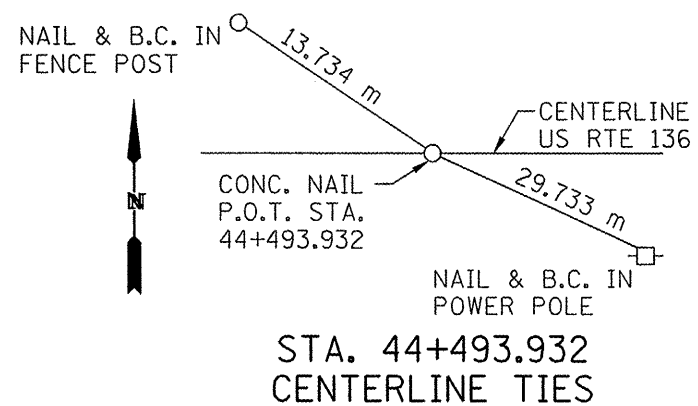 NAIL & B.C. IN
FENCE POST
13.734 m
CENTERLINE
US RTE 136
N
CONC. NAIL
P.O.T. STA.
44+493.932
29.733 m
NAIL & B.C. IN
POWER POLE
STA. 44+493.932
CENTERLINE TIES